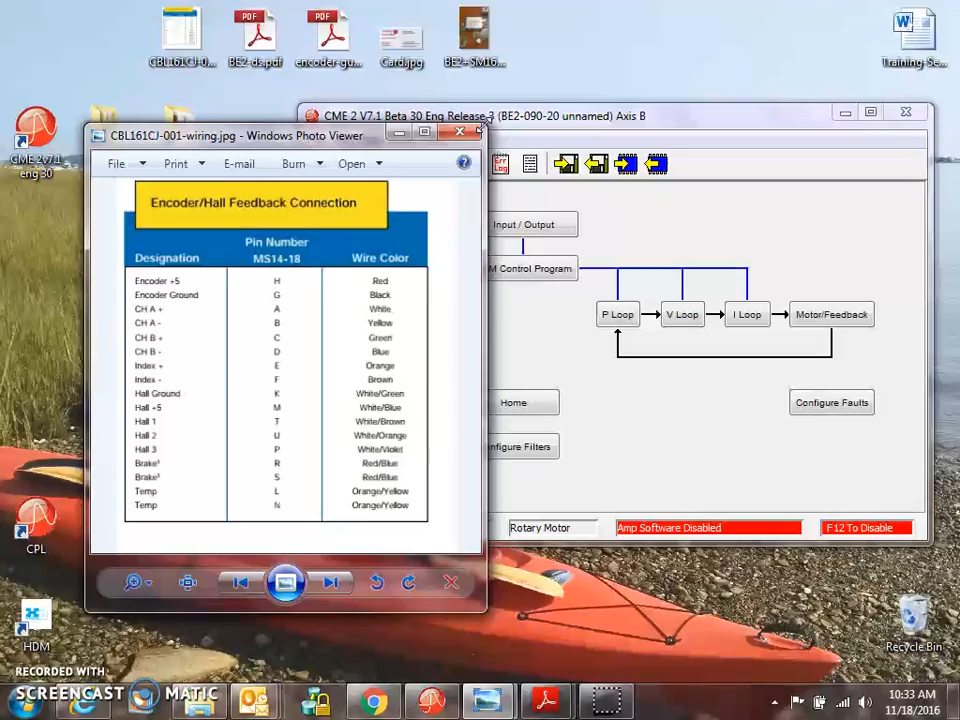 CBL161CJ-0...
BE2-ds.pdf
encoder-gu...
Card.jpg
BE2+SM16...
Training-Se...
CME 2v7.1
eng 30
CME 2 V7.1 Beta 30 Eng Release 3 (BE2-090-20 unnamed) Axis B
CBL161CJ-001-wiring.jpg - Windows Photo Viewer
File Print E-mail Burn Open
Err
Log
Encoder/Hall Feedback Connection
Pin Number
Designation MS14-18 Wire Color
Encoder +5 H Red
Encoder Ground G Black
CH A + A White
CH A - B Yellow
CH B + C Green
CH B - D Blue
Index + E Orange
Index - F Brown
Hall Ground K White/Green
Hall +5 M White/Blue
Hall 1 T White/Brown
Hall 2 U White/Orange
Hall 3 P White/Violet
Brake¹ R Red/Blue
Brake¹ S Red/Blue
Temp L Orange/Yellow
Temp N Orange/Yellow
Input / Output
M Control Program
P Loop V Loop I Loop Motor/Feedback
Home
Configure Faults
nfigure Filters
Rotary Motor Amp Software Disabled F12 To Disable
CPL
HDM
Recycle Bin
RECORDED WITH
SCREENCAST MATIC
10:33 AM
11/18/2016